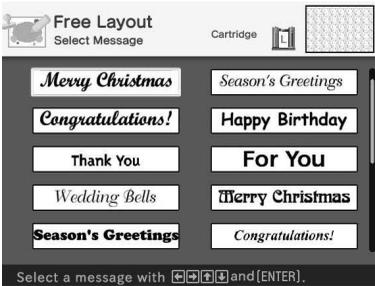 Free Layout
Select Message
Cartridge
L
Merry Christmas
Season's Greetings
Congratulations!
Happy Birthday
Thank You
For You
Wedding Bells
Merry Christmas
Season's Greetings
Congratulations!
Select a message with ←→↑↓ and [ENTER].